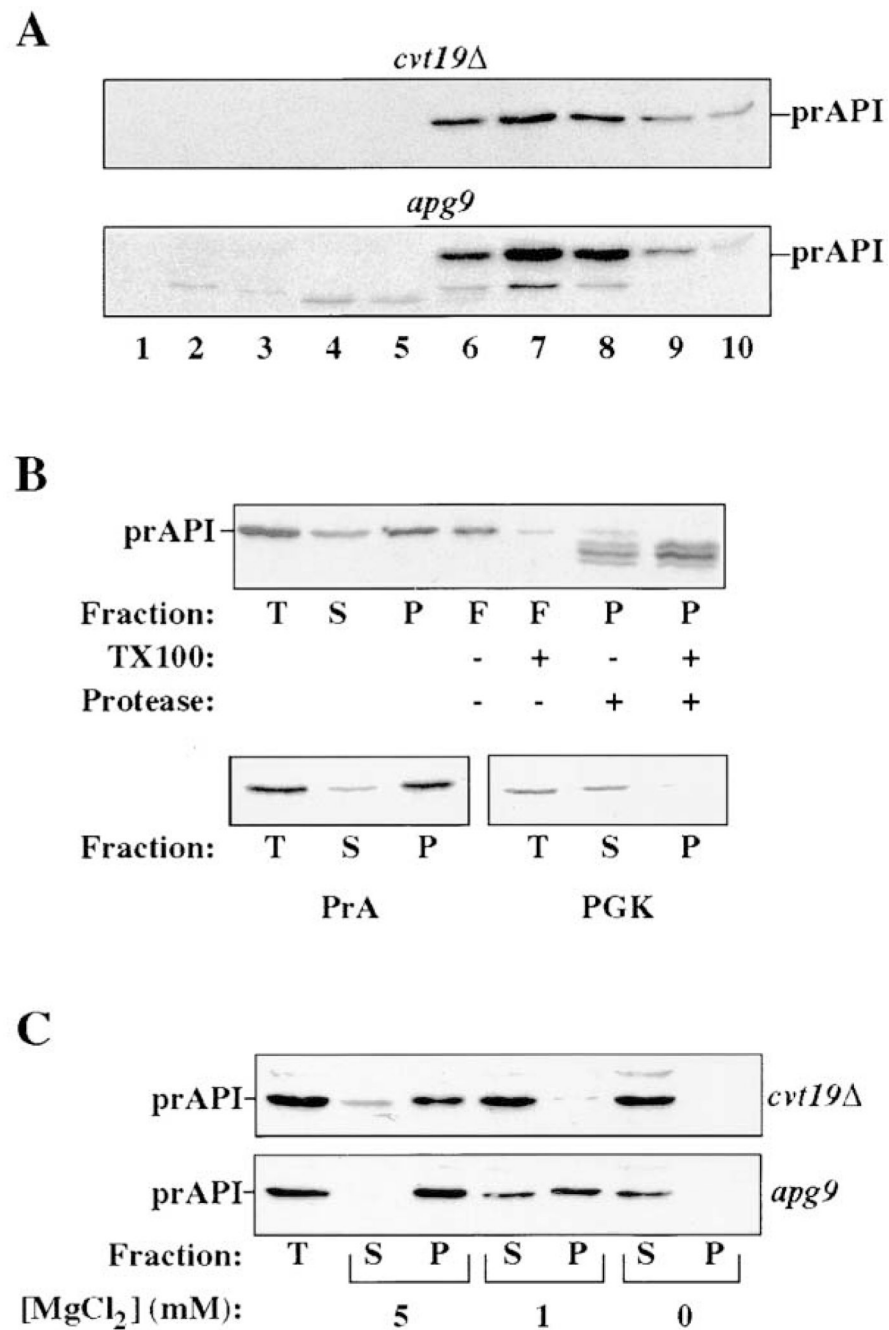 A
cvt19Δ
prAPI
apg9
prAPI
1 2 3 4 5 6 7 8 9 10
B
prAPI
Fraction: T S P F F P P
TX100: - + - +
Protease: - - + +
Fraction: T S P T S P
PrA PGK
C
prAPI cvt19Δ
prAPI apg9
Fraction: T S P S P S P
[MgCl₂] (mM): 5 1 0